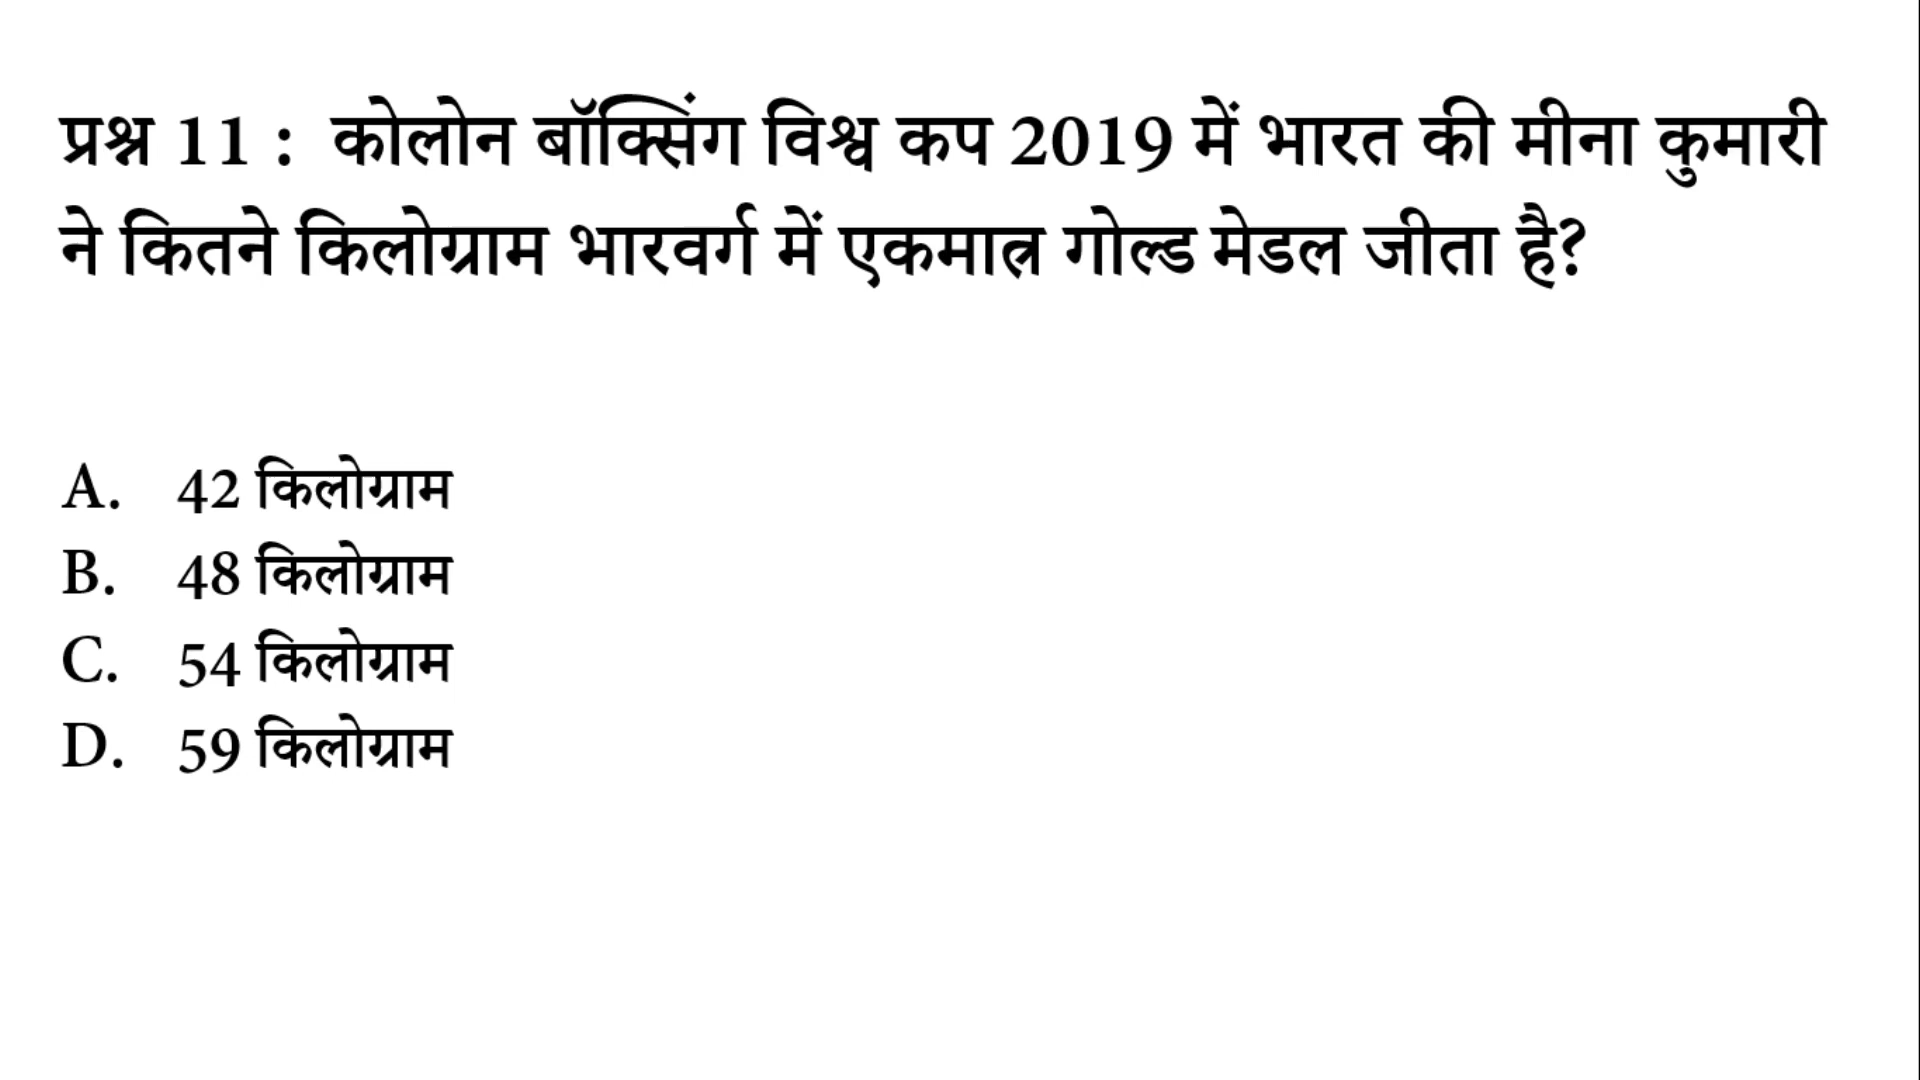 प्रश्न 11 : कोलोन बॉक्सिंग विश्व कप 2019 में भारत की मीना कुमारी
ने कितने किलोग्राम भारवर्ग में एकमात्र गोल्ड मेडल जीता है?
A. 42 किलोग्राम
B. 48 किलोग्राम
C. 54 किलोग्राम
D. 59 किलोग्राम